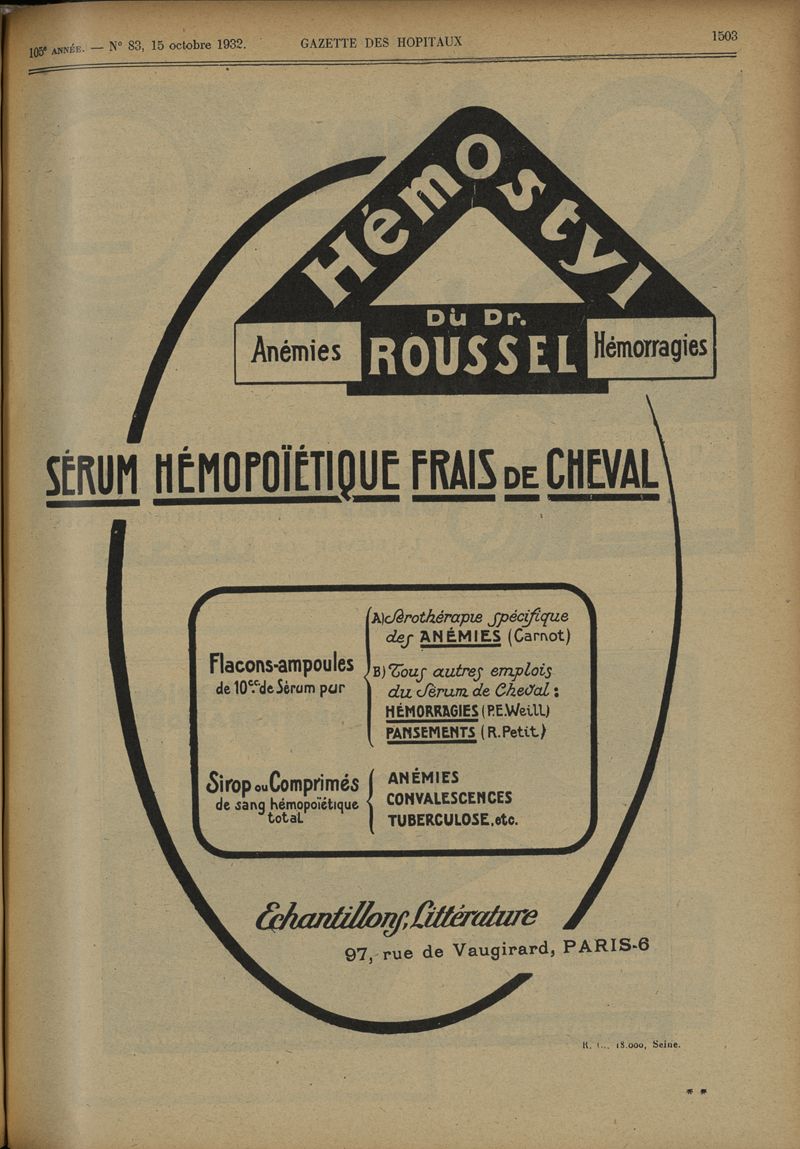 105e ANNÉE. — N° 83, 15 octobre 1932.
GAZETTE DES HOPITAUX
1503
Hémostyl
Du Dr.
ROUSSEL
Anémies
Hémorragies
SÉRUM HÉMOPOÏÉTIQUE FRAIS DE CHEVAL
Flacons-ampoules
de 10cc. de Sérum pur
A) Sérothérapie spécifique
des ANÉMIES (Carnot)
B) Tous autres emplois
du Sérum de Cheval :
HÉMORRAGIES (P.E. Weill)
PANSEMENTS (R. Petit)
Sirop ou Comprimés
de sang hémopoïétique
total
ANÉMIES
CONVALESCENCES
TUBERCULOSE, etc.
Echantillons, Littérature
97, rue de Vaugirard, PARIS-6
18.000, Seine.
* *